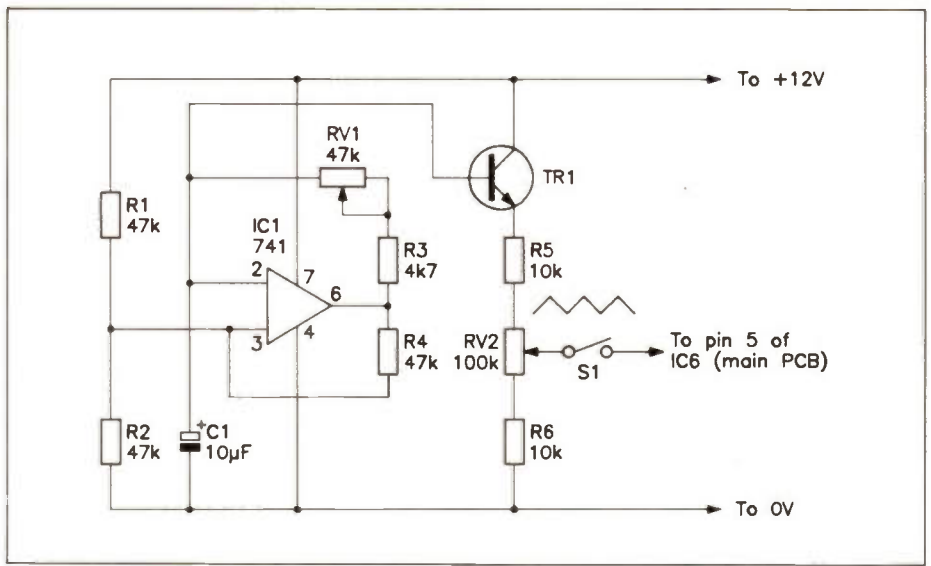 To +12V
RV1
47k
TR1
R1
47k
IC1
741
2
7
6
3
4
R3
4k7
R5
10k
R4
47k
RV2
100k
S1
To pin 5 of
IC6 (main PCB)
R2
47k
+
C1
10µF
R6
10k
To 0V